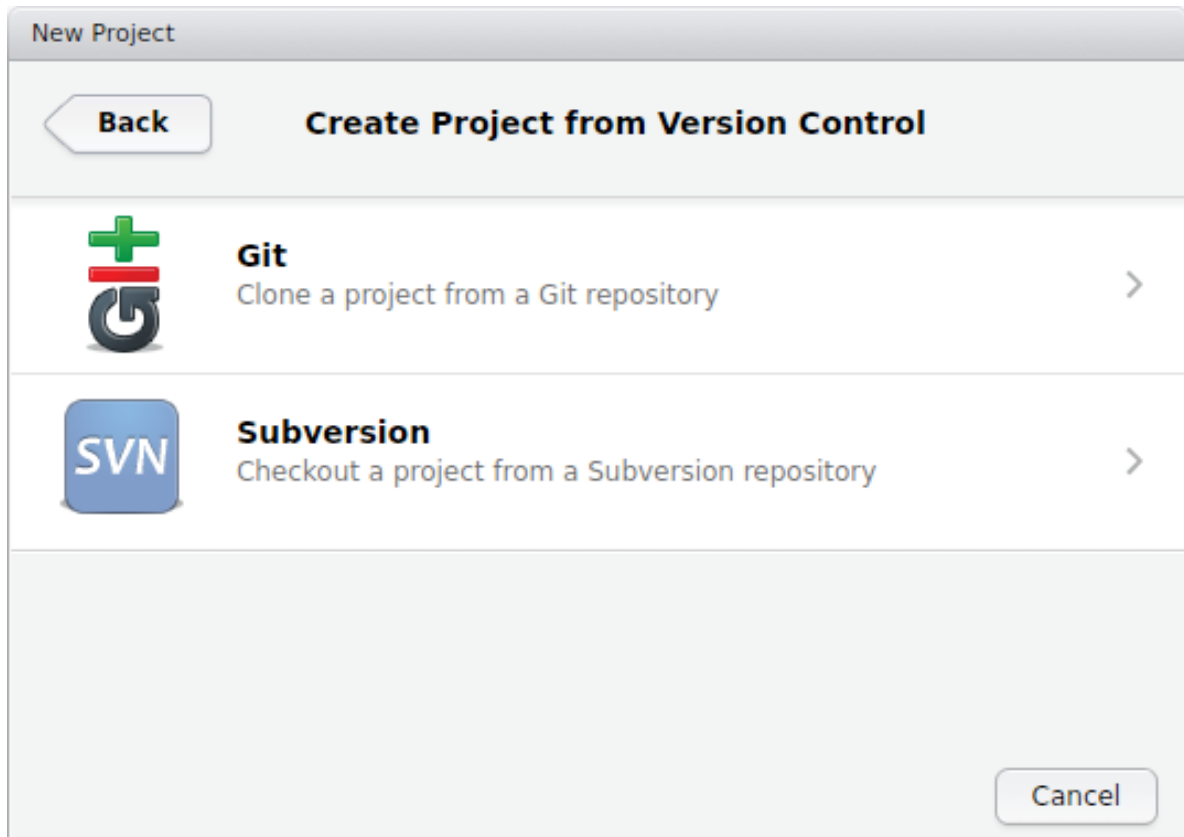 New Project
Back
Create Project from Version Control
Git
Clone a project from a Git repository
SVN
Subversion
Checkout a project from a Subversion repository
Cancel